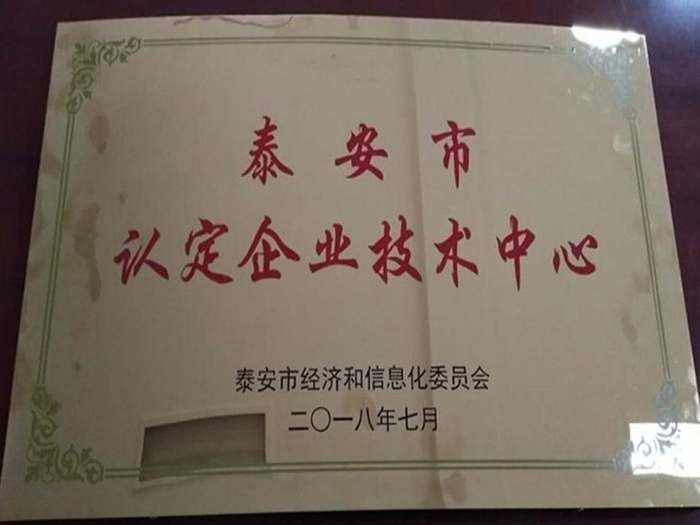 泰安市
认定企业技术中心
泰安市经济和信息化委员会
二〇一八年七月